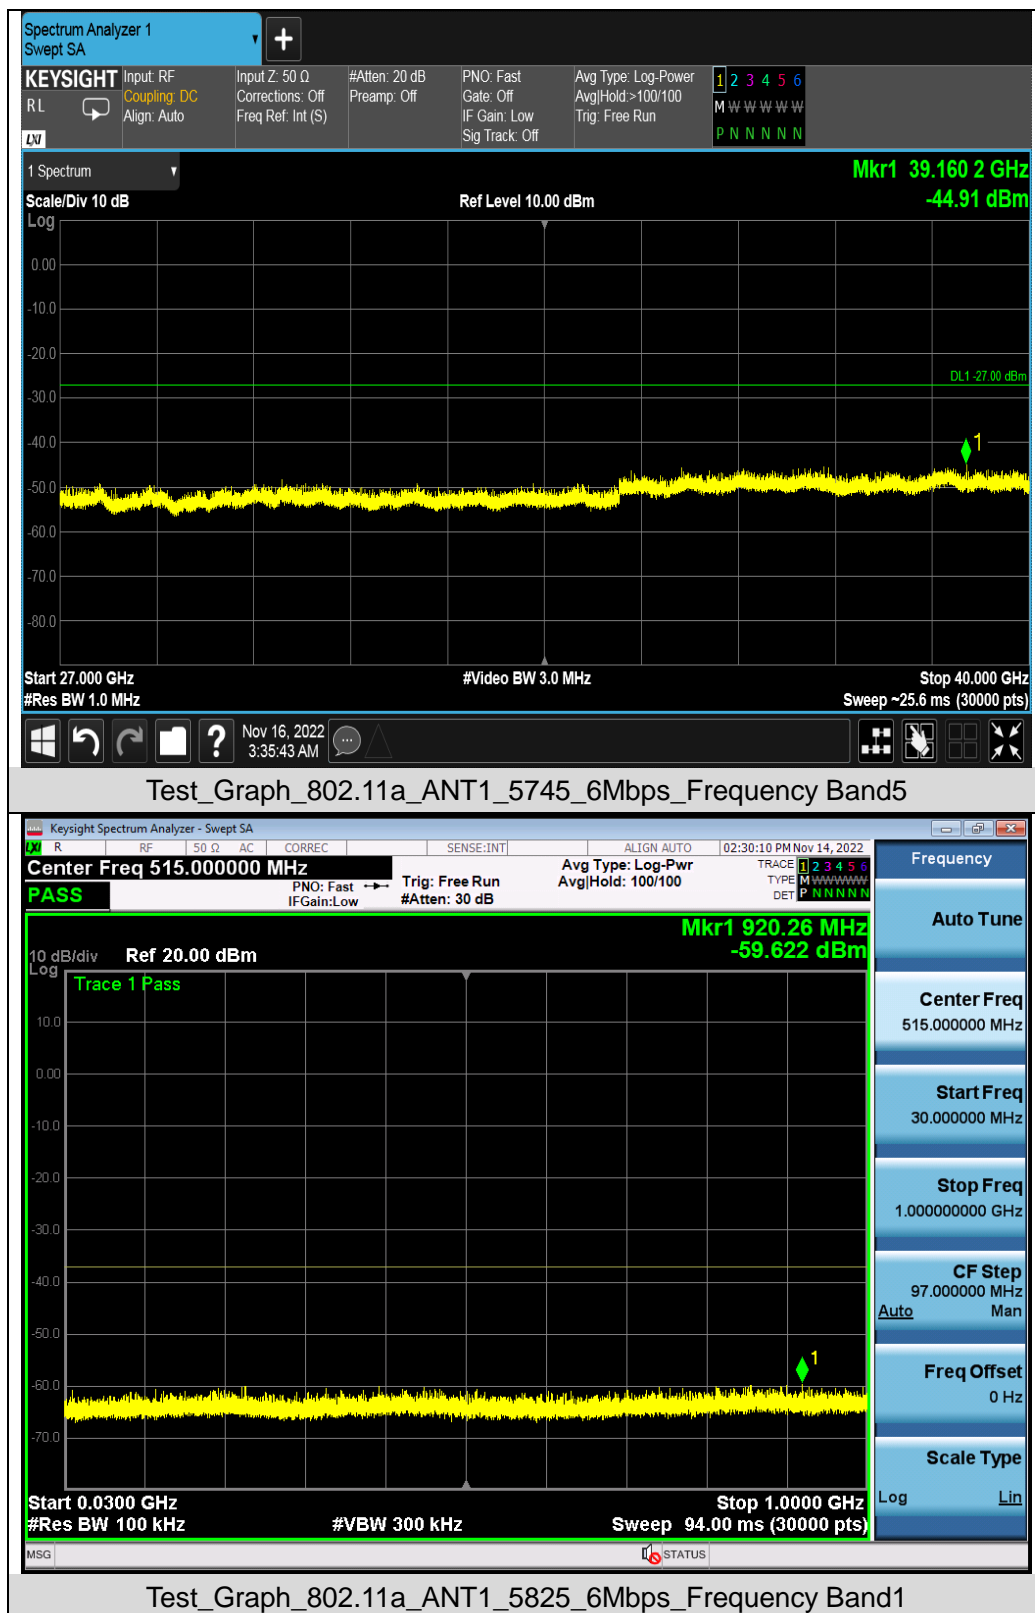 Spectrum Analyzer 1
Swept SA
+
KEYSIGHT
RL
LXI
Input: RF
Coupling: DC
Align: Auto
Input Z: 50 Ω
Corrections: Off
Freq Ref: Int (S)
#Atten: 20 dB
Preamp: Off
PNO: Fast
Gate: Off
IF Gain: Low
Sig Track: Off
Avg Type: Log-Power
Avg|Hold:>100/100
Trig: Free Run
1 2 3 4 5 6
M W W W W W
P N N N N N
1 Spectrum
Mkr1 39.160 2 GHz
Scale/Div 10 dB
Ref Level 10.00 dBm
-44.91 dBm
Log
0.00
-10.0
-20.0
DL1 -27.00 dBm
-30.0
-40.0
1
-50.0
-60.0
-70.0
-80.0
Start 27.000 GHz
#Video BW 3.0 MHz
Stop 40.000 GHz
#Res BW 1.0 MHz
Sweep ~25.6 ms (30000 pts)
?
Nov 16, 2022
3:35:43 AM
Test_Graph_802.11a_ANT1_5745_6Mbps_Frequency Band5
Keysight Spectrum Analyzer - Swept SA
LXI R RF 50 Ω AC CORREC SENSE:INT ALIGN AUTO 02:30:10 PM Nov 14, 2022
Center Freq 515.000000 MHz
PASS
PNO: Fast
IFGain:Low
Trig: Free Run
#Atten: 30 dB
Avg Type: Log-Pwr
Avg|Hold: 100/100
TRACE 1 2 3 4 5 6
TYPE M W W W W W
DET P N N N N N
Mkr1 920.26 MHz
-59.622 dBm
10 dB/div
Ref 20.00 dBm
Log
Trace 1 Pass
10.0
0.00
-10.0
-20.0
-30.0
-40.0
-50.0
1
-60.0
-70.0
Start 0.0300 GHz
Stop 1.0000 GHz
#Res BW 100 kHz
#VBW 300 kHz
Sweep 94.00 ms (30000 pts)
MSG
STATUS
Frequency
Auto Tune
Center Freq
515.000000 MHz
Start Freq
30.000000 MHz
Stop Freq
1.000000000 GHz
CF Step
97.000000 MHz
Auto Man
Freq Offset
0 Hz
Scale Type
Log Lin
Test_Graph_802.11a_ANT1_5825_6Mbps_Frequency Band1